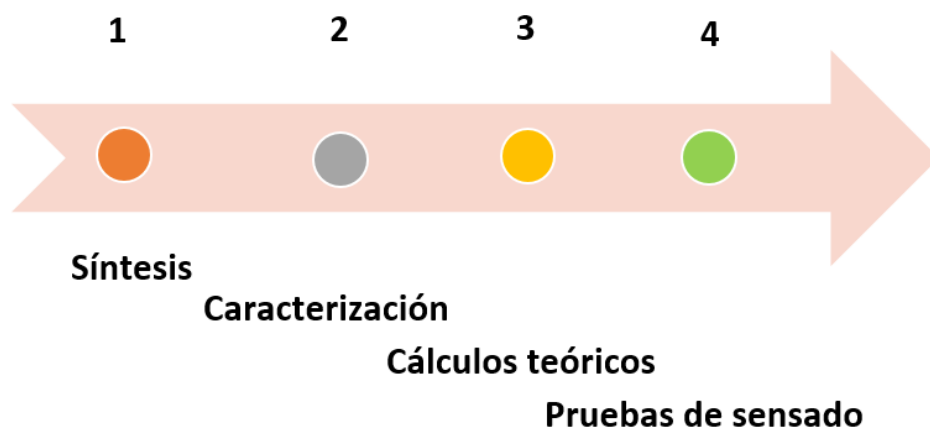 1 2 3 4
Síntesis
Caracterización
Cálculos teóricos
Pruebas de sensado